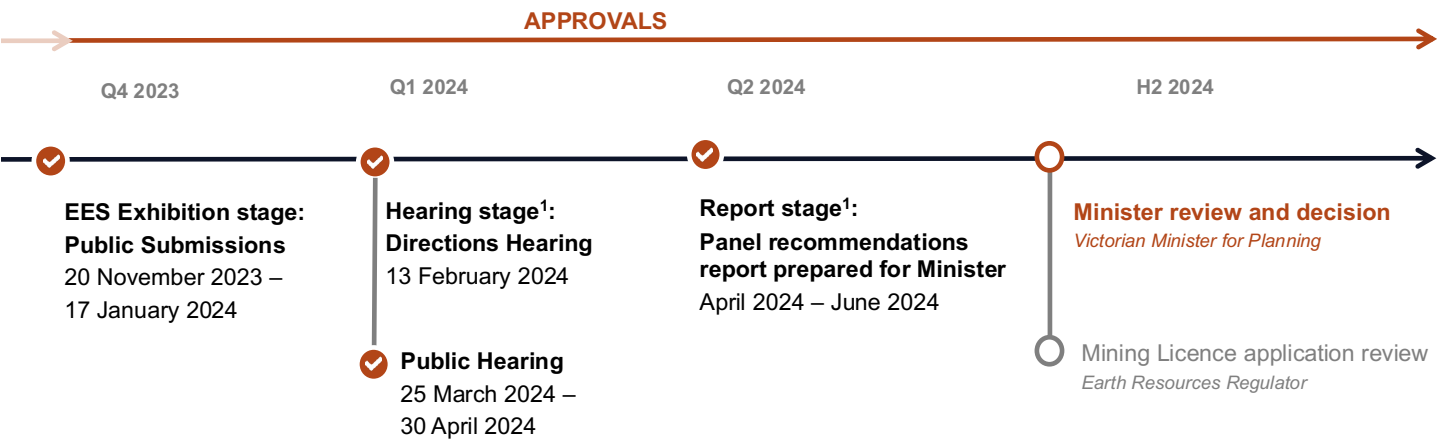 APPROVALS
Q4 2023
Q1 2024
Q2 2024
H2 2024
EES Exhibition stage:
Public Submissions
20 November 2023 –
17 January 2024
Hearing stage¹:
Directions Hearing
13 February 2024
Public Hearing
25 March 2024 –
30 April 2024
Report stage¹:
Panel recommendations
report prepared for Minister
April 2024 – June 2024
Minister review and decision
Victorian Minister for Planning
Mining Licence application review
Earth Resources Regulator